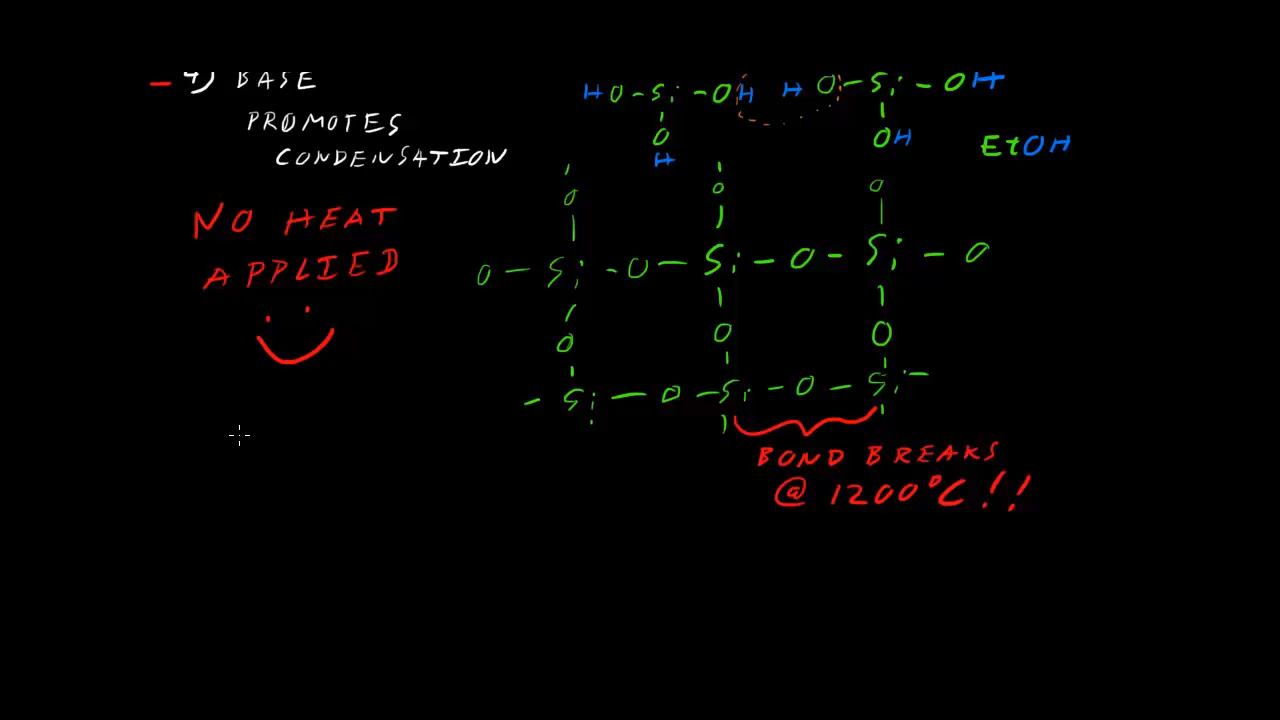 BASE
PROMOTES
CONDENSATION
NO HEAT
APPLIED
HO-Si-OH HO-Si-OH
O OH
H
EtOH
O O O
O-Si-O-Si-O-Si-O
O O O
-Si-O-Si-O-Si-
BOND BREAKS
@ 1200°C!!